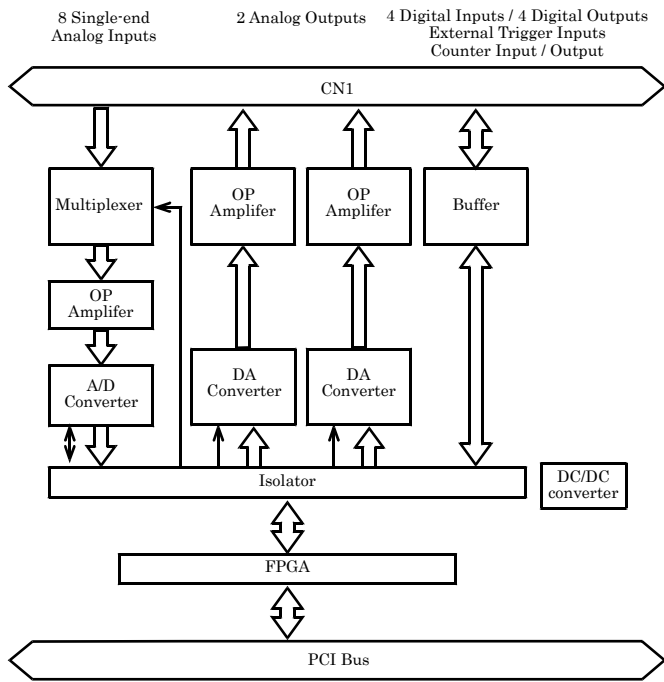 8 Single-end
Analog Inputs
2 Analog Outputs
4 Digital Inputs / 4 Digital Outputs
External Trigger Inputs
Counter Input / Output
CN1
Multiplexer
OP
Amplifer
OP
Amplifer
Buffer
OP
Amplifer
A/D
Converter
DA
Converter
DA
Converter
Isolator
DC/DC
converter
FPGA
PCI Bus